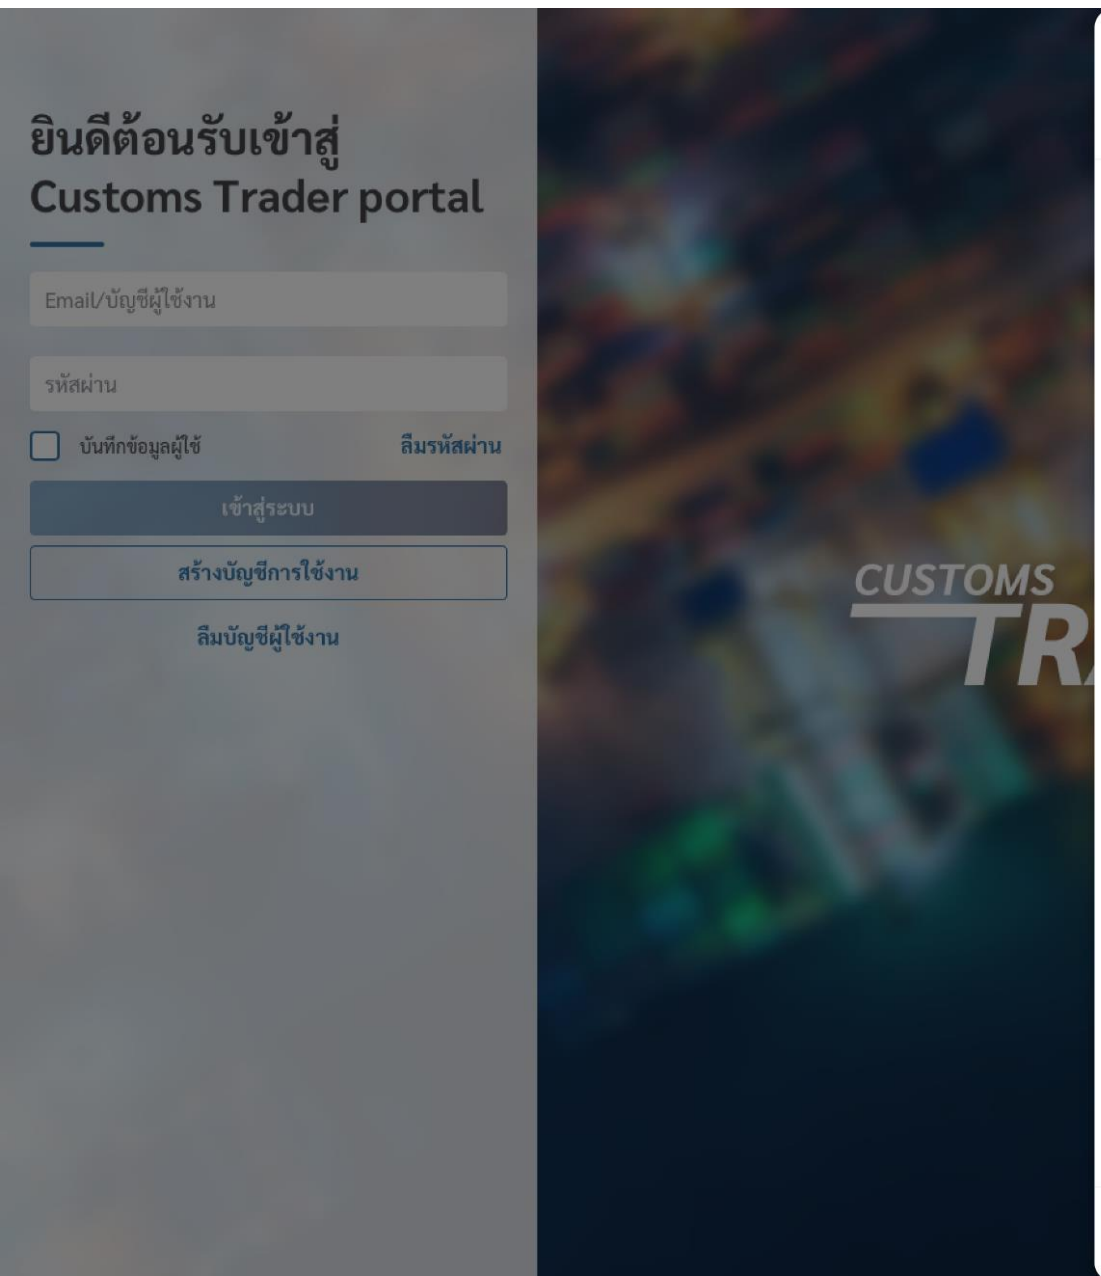 ยินดีต้อนรับเข้าสู่
Customs Trader portal
Email/บัญชีผู้ใช้งาน
รหัสผ่าน
บันทึกข้อมูลผู้ใช้ ลืมรหัสผ่าน
เข้าสู่ระบบ
สร้างบัญชีการใช้งาน
ลืมบัญชีผู้ใช้งาน
CUSTOMS
TRA